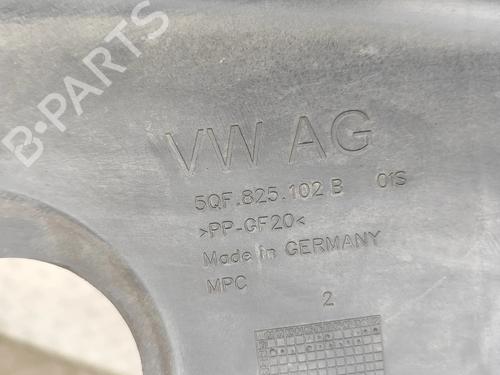 B-PARTS
VW AG
5QF.825.102 B 01S
>PP-GF20<
Made in GERMANY
MPC
2